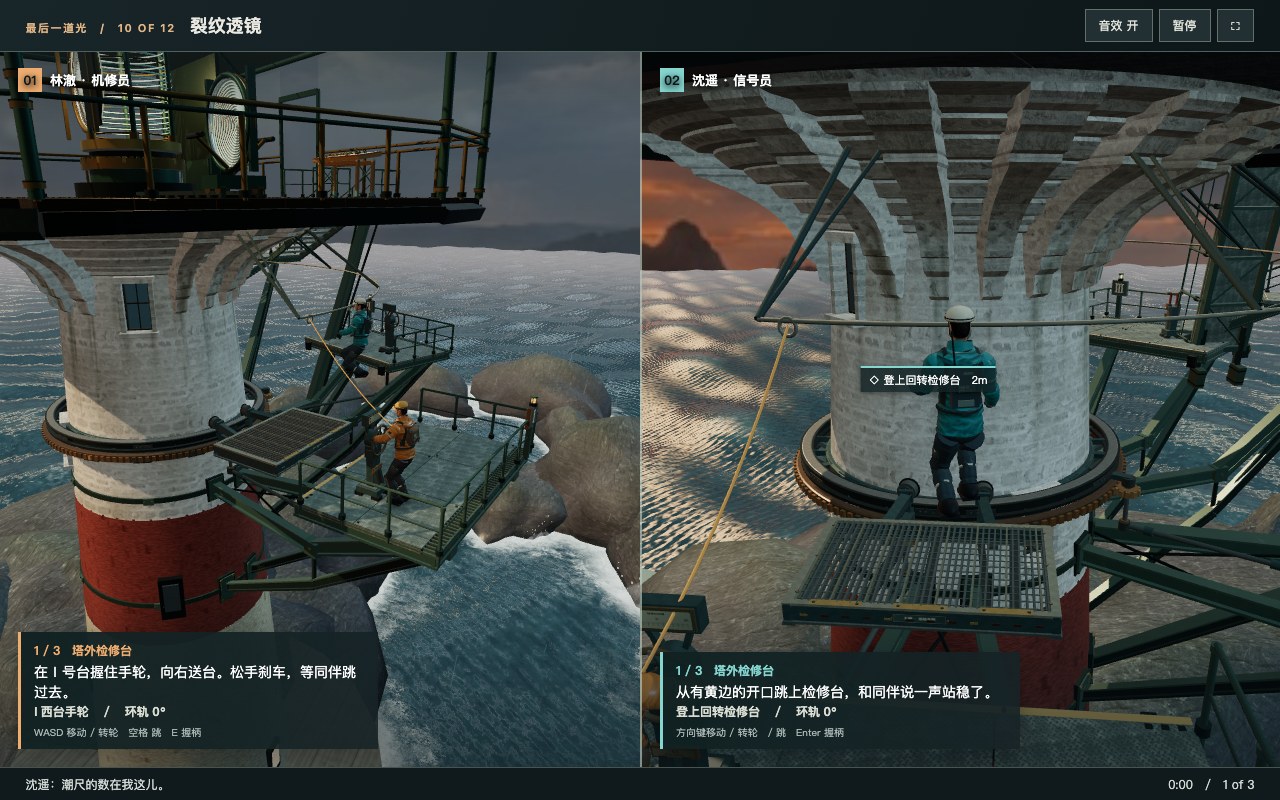 最后一道光 / 10 OF 12 裂纹透镜
音效 开 暂停
01 林澈 · 机修员
02 沈遥 · 信号员
◇ 登上回转检修台 2m
1 / 3 塔外检修台
在 I 号台握住手轮，向右送台。松手刹车，等同伴跳
过去。
I 西台手轮 / 环轨 0°
WASD 移动 / 转轮 空格 跳 E 握柄
1 / 3 塔外检修台
从有黄边的开口跳上检修台，和同伴说一声站稳了。
登上回转检修台 / 环轨 0°
方向键移动 / 转轮 / 跳 Enter 握柄
沈遥：潮尺的数在我这儿。
0:00 / 1 of 3